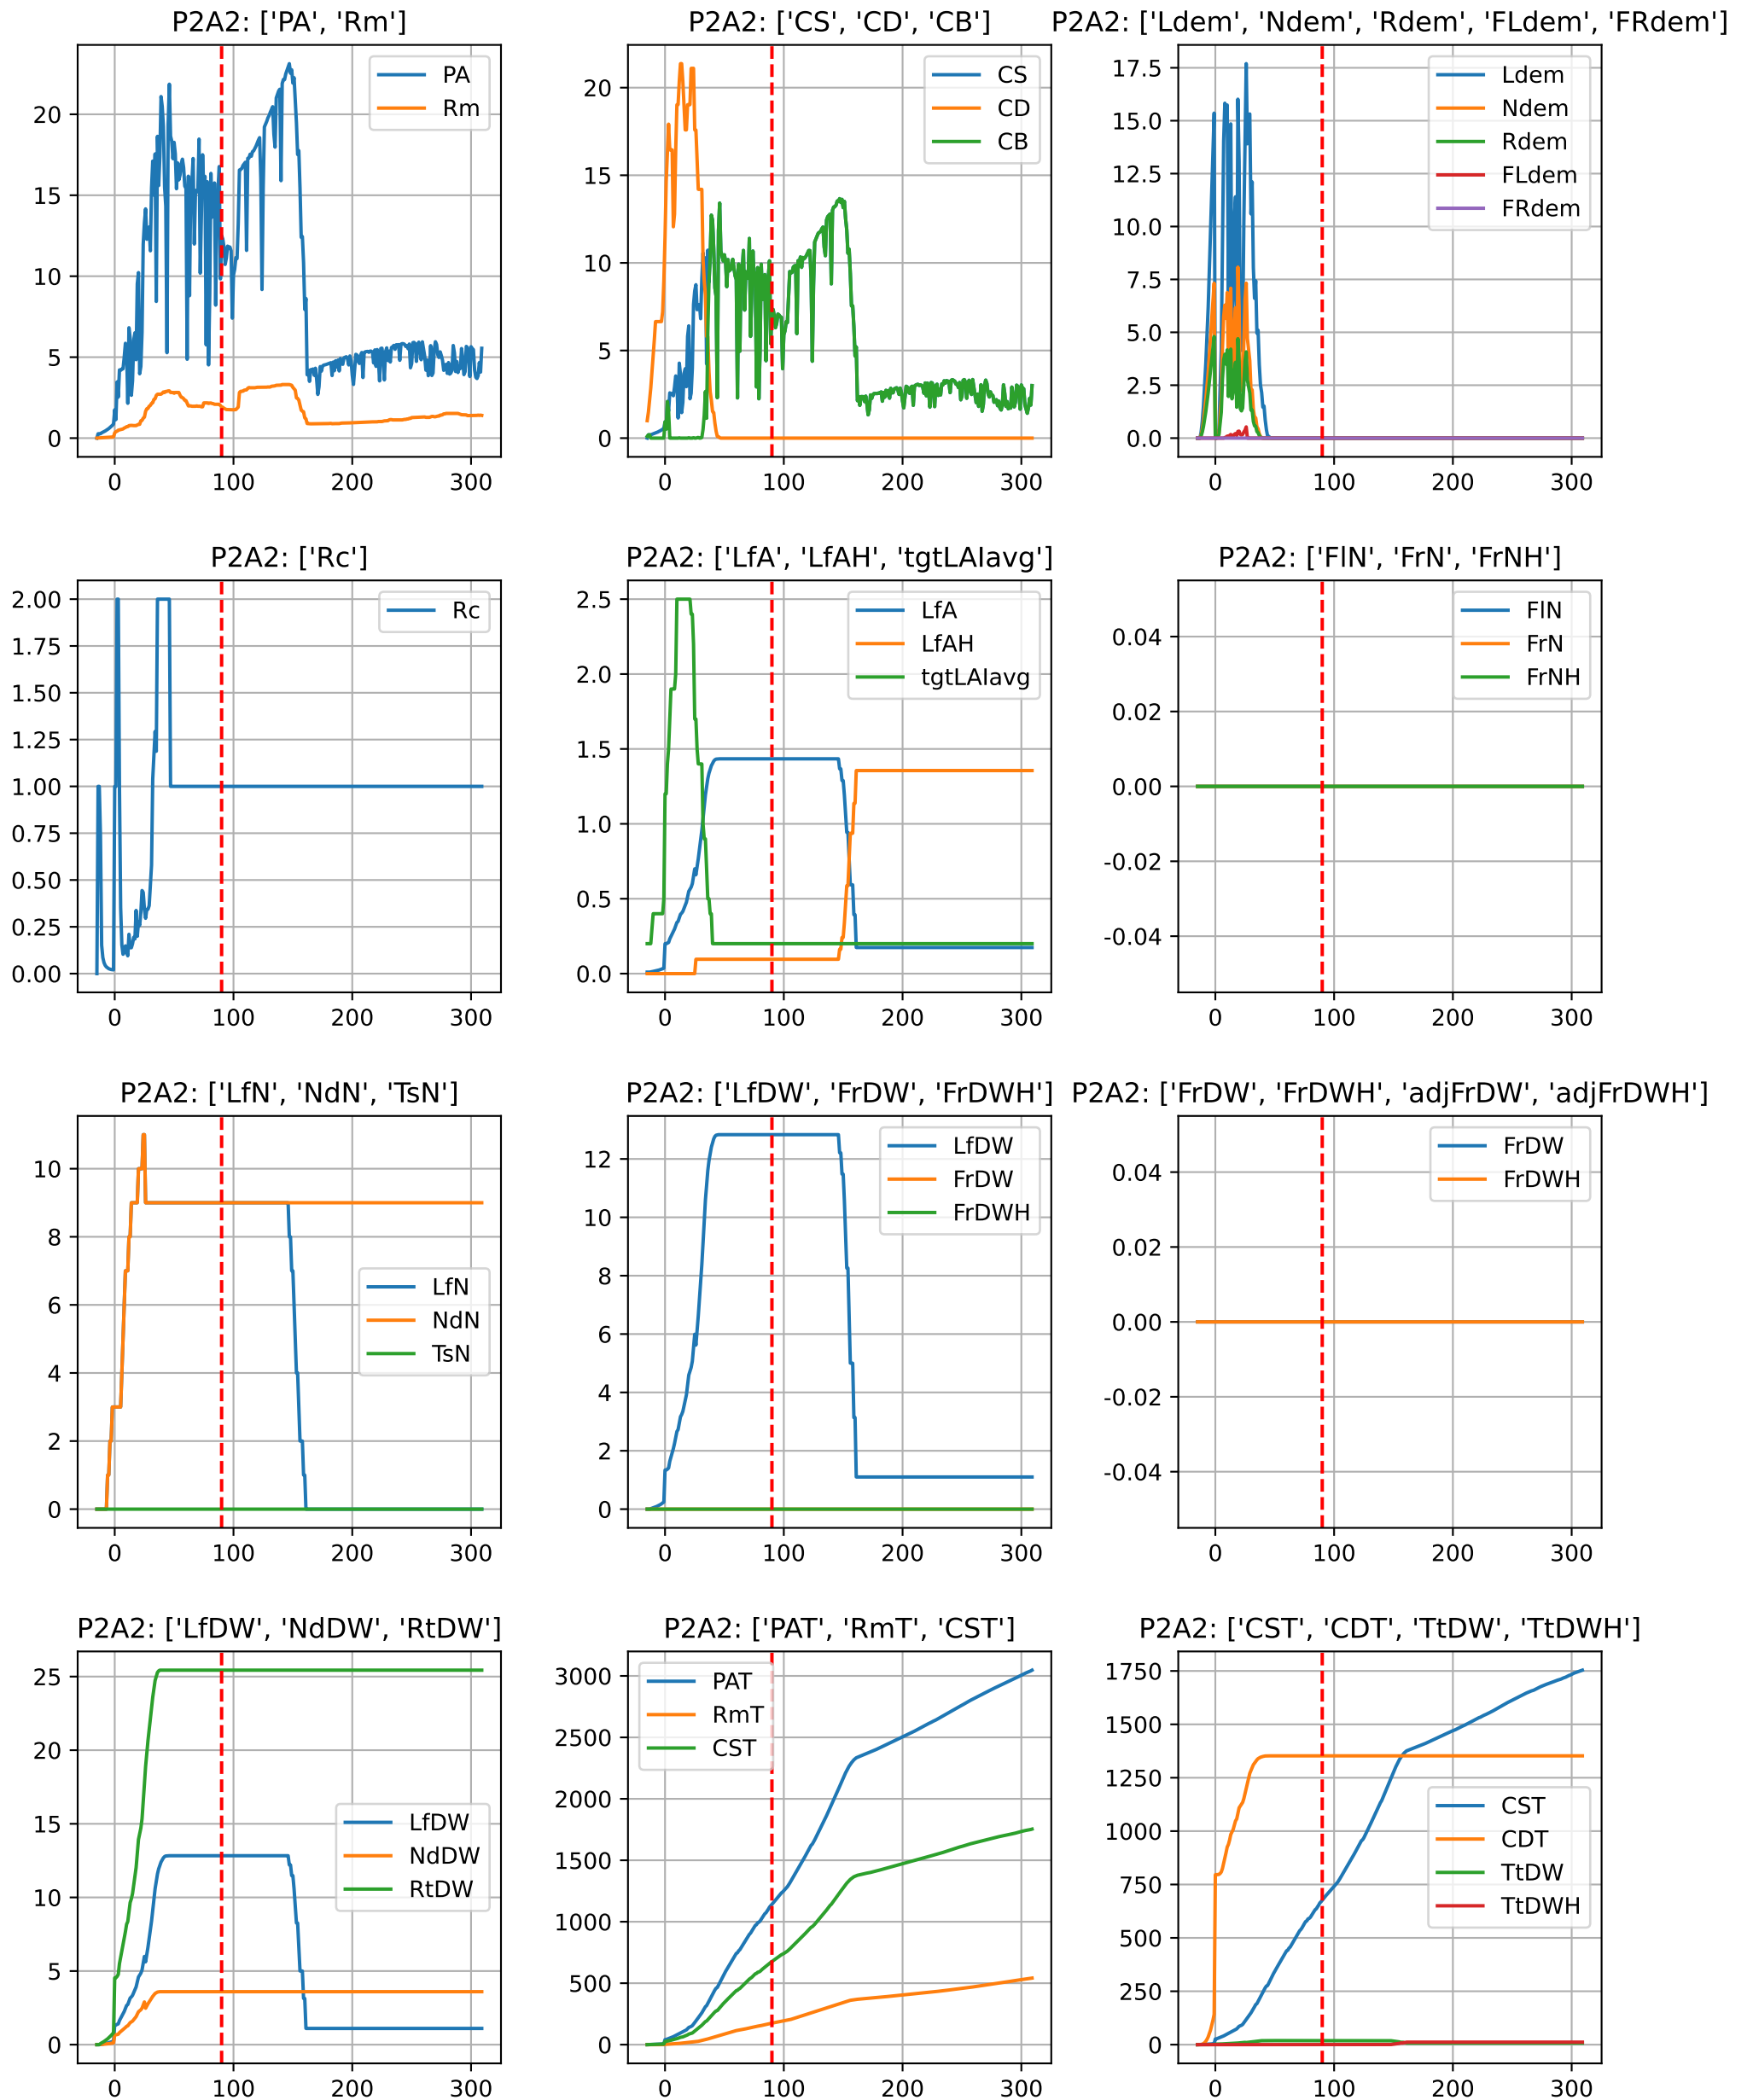 P2A2: ['PA', 'Rm']
20
15
10
5
0
0 100 200 300
PA
Rm
P2A2: ['CS', 'CD', 'CB']
20
15
10
5
0
0 100 200 300
CS
CD
CB
P2A2: ['Ldem', 'Ndem', 'Rdem', 'FLdem', 'FRdem']
17.5
15.0
12.5
10.0
7.5
5.0
2.5
0.0
0 100 200 300
Ldem
Ndem
Rdem
FLdem
FRdem
P2A2: ['Rc']
2.00
1.75
1.50
1.25
1.00
0.75
0.50
0.25
0.00
0 100 200 300
Rc
P2A2: ['LfA', 'LfAH', 'tgtLAIavg']
2.5
2.0
1.5
1.0
0.5
0.0
0 100 200 300
LfA
LfAH
tgtLAIavg
P2A2: ['FlN', 'FrN', 'FrNH']
0.04
0.02
0.00
-0.02
-0.04
0 100 200 300
FlN
FrN
FrNH
P2A2: ['LfN', 'NdN', 'TsN']
10
8
6
4
2
0
0 100 200 300
LfN
NdN
TsN
P2A2: ['LfDW', 'FrDW', 'FrDWH']
12
10
8
6
4
2
0
0 100 200 300
LfDW
FrDW
FrDWH
P2A2: ['FrDW', 'FrDWH', 'adjFrDW', 'adjFrDWH']
0.04
0.02
0.00
-0.02
-0.04
0 100 200 300
FrDW
FrDWH
P2A2: ['LfDW', 'NdDW', 'RtDW']
25
20
15
10
5
0
0 100 200 300
LfDW
NdDW
RtDW
P2A2: ['PAT', 'RmT', 'CST']
3000
2500
2000
1500
1000
500
0
0 100 200 300
PAT
RmT
CST
P2A2: ['CST', 'CDT', 'TtDW', 'TtDWH']
1750
1500
1250
1000
750
500
250
0
0 100 200 300
CST
CDT
TtDW
TtDWH